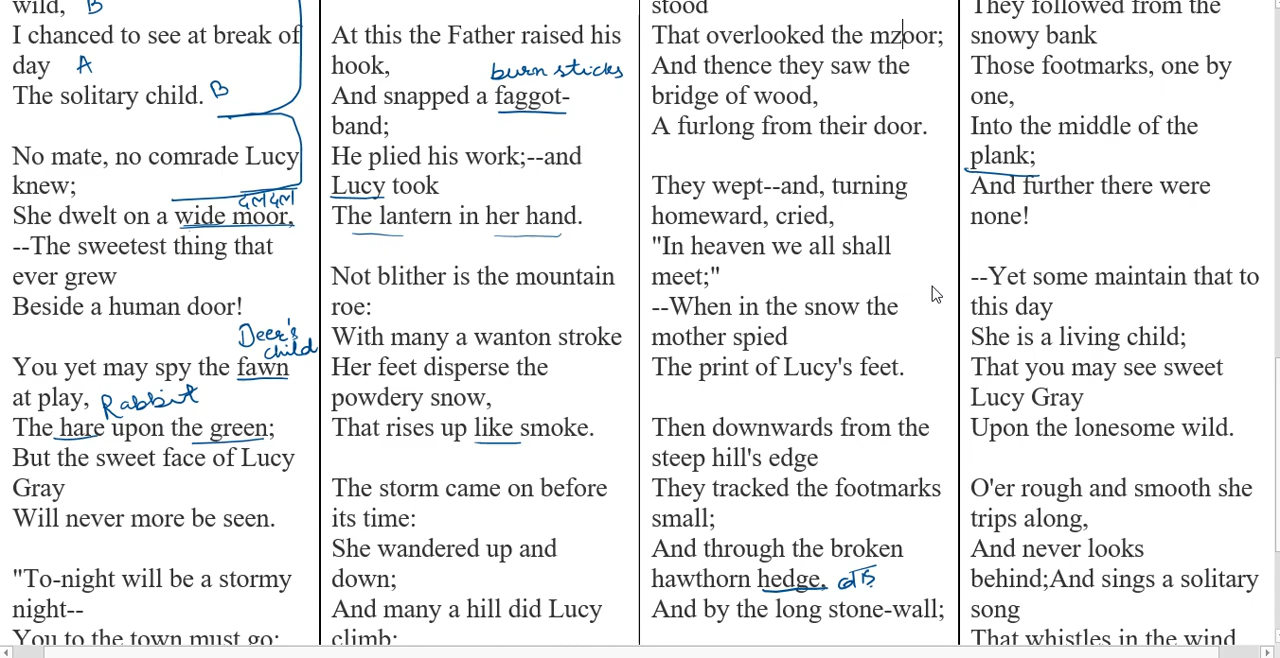 wild, B
I chanced to see at break of
day A
The solitary child. B
No mate, no comrade Lucy
knew;
She dwelt on a wide moor,
--The sweetest thing that
ever grew
Beside a human door!
Deer's
child
You yet may spy the fawn
at play, Rabbit
The hare upon the green;
But the sweet face of Lucy
Gray
Will never more be seen.
"To-night will be a stormy
night--
You to the town must go;
At this the Father raised his
hook,
burn sticks
And snapped a faggot-
band;
He plied his work;--and
Lucy took
The lantern in her hand.
Not blither is the mountain
roe:
With many a wanton stroke
Her feet disperse the
powdery snow,
That rises up like smoke.
The storm came on before
its time:
She wandered up and
down;
And many a hill did Lucy
climb:
stood
That overlooked the mzoor;
And thence they saw the
bridge of wood,
A furlong from their door.
They wept--and, turning
homeward, cried,
"In heaven we all shall
meet;"
--When in the snow the
mother spied
The print of Lucy's feet.
Then downwards from the
steep hill's edge
They tracked the footmarks
small;
And through the broken
hawthorn hedge,
And by the long stone-wall;
They followed from the
snowy bank
Those footmarks, one by
one,
Into the middle of the
plank;
And further there were
none!
--Yet some maintain that to
this day
She is a living child;
That you may see sweet
Lucy Gray
Upon the lonesome wild.
O'er rough and smooth she
trips along,
And never looks
behind;And sings a solitary
song
That whistles in the wind